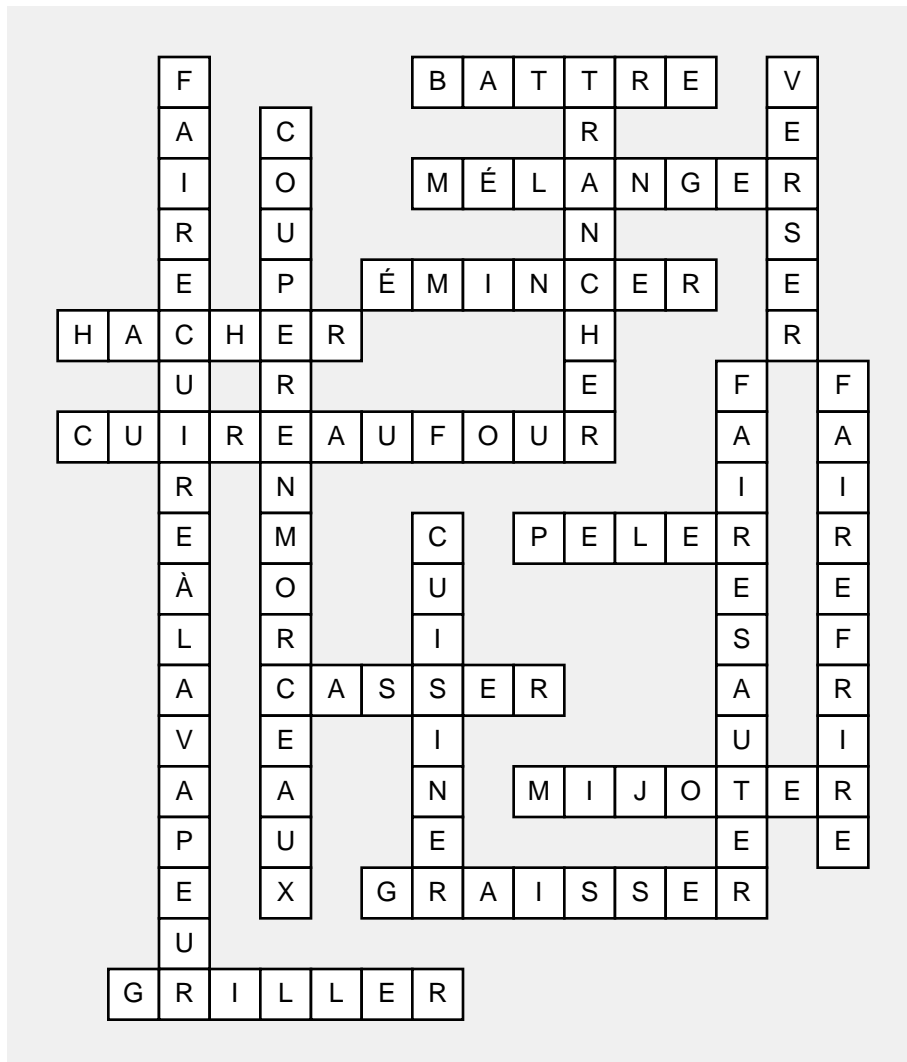 FAIRECUIREÀLAVAPEUR
BATTRE
TRANCHER
VERSER
COUPERENMORCEAUX
MÉLANGER
ÉMINCER
HACHER
FAIRESAUTER
FAIREFRIRE
CUIREAUFOUR
CUISINER
PELER
CASSER
MIJOTER
GRAISSER
GRILLER